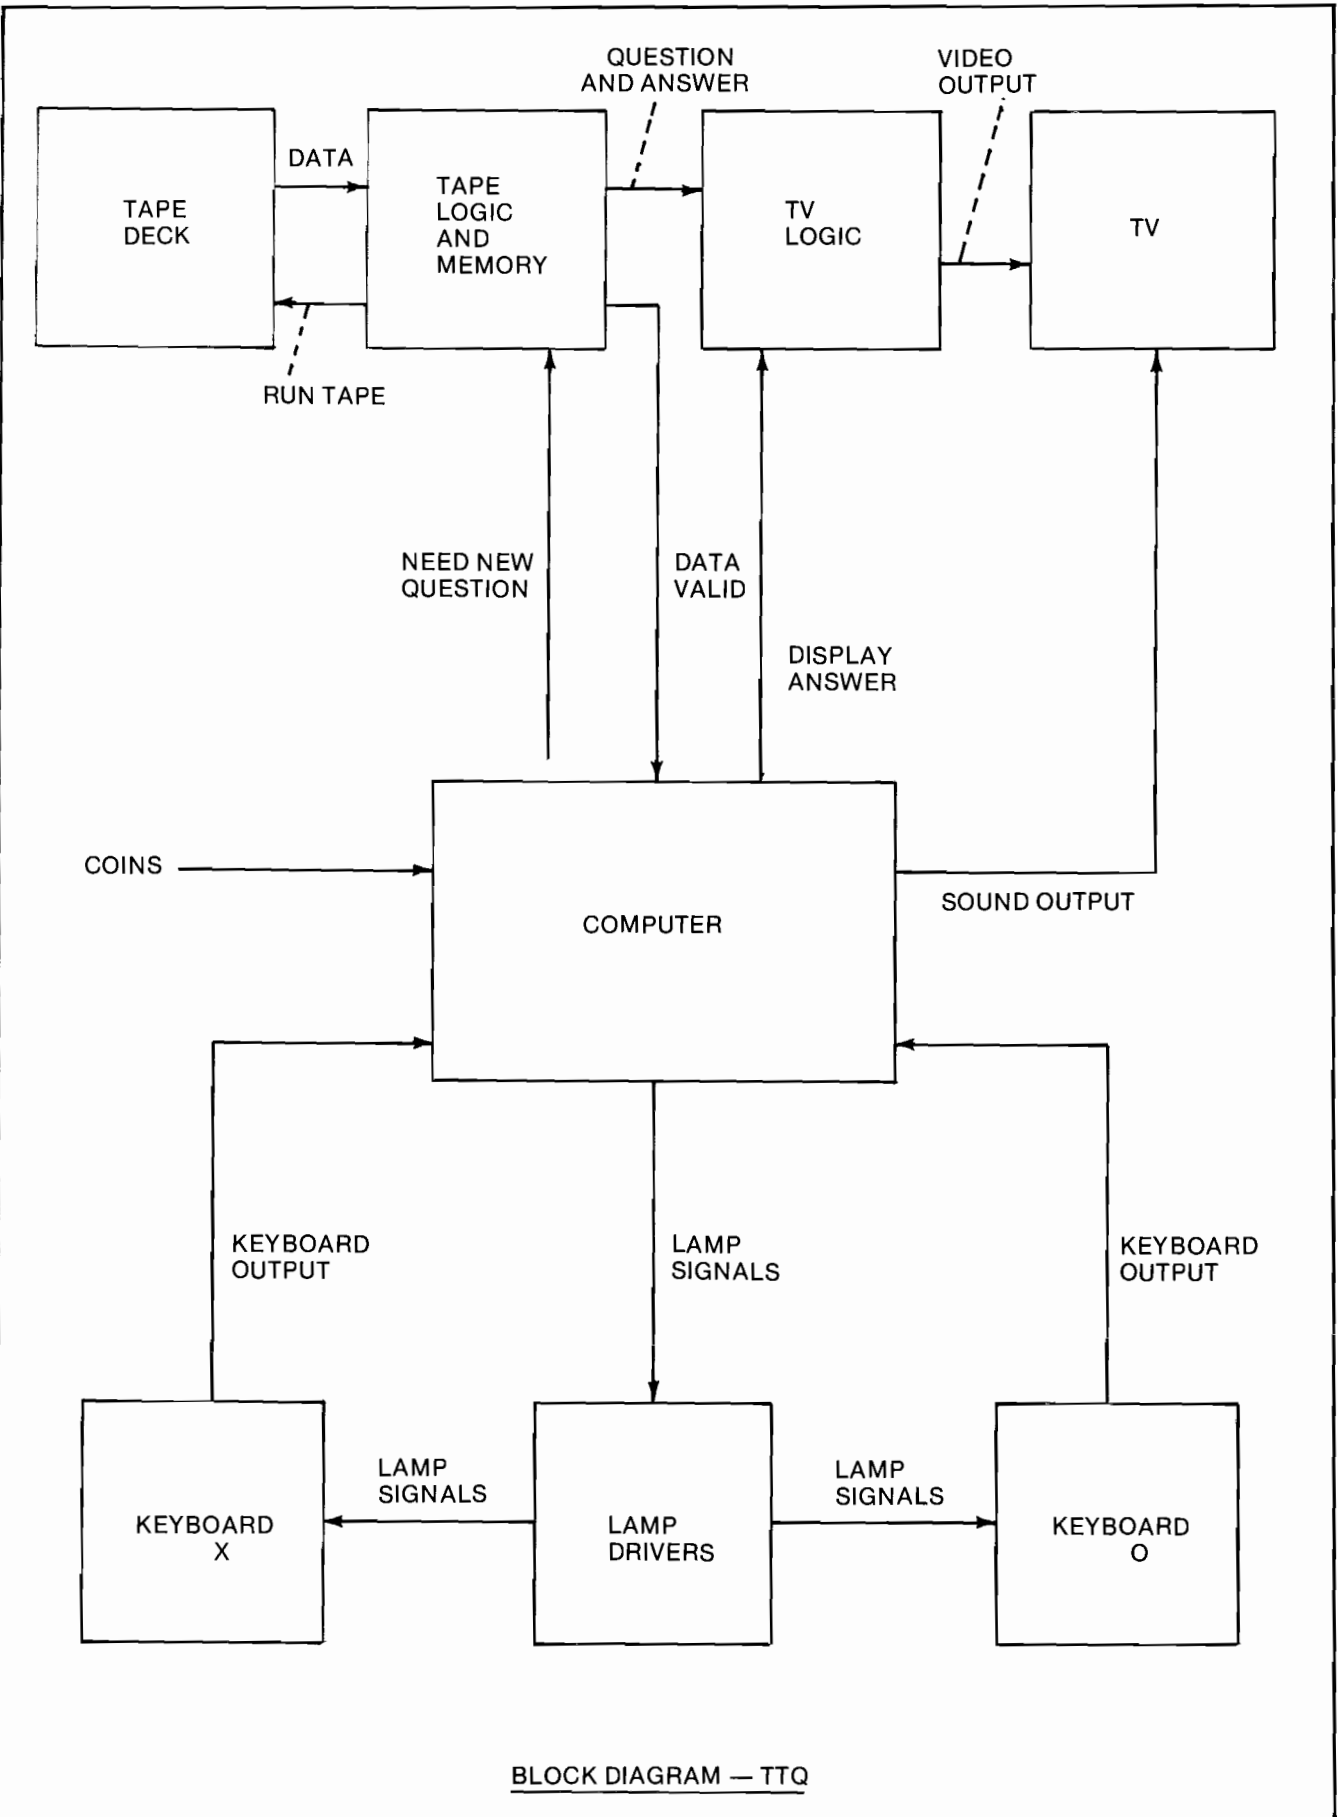 QUESTION
AND ANSWER
VIDEO
OUTPUT
DATA
TAPE
DECK
TAPE
LOGIC
AND
MEMORY
TV
LOGIC
TV
RUN TAPE
NEED NEW
QUESTION
DATA
VALID
DISPLAY
ANSWER
COINS
COMPUTER
SOUND OUTPUT
KEYBOARD
OUTPUT
LAMP
SIGNALS
KEYBOARD
OUTPUT
KEYBOARD
X
LAMP
SIGNALS
LAMP
DRIVERS
LAMP
SIGNALS
KEYBOARD
O
BLOCK DIAGRAM — TTQ